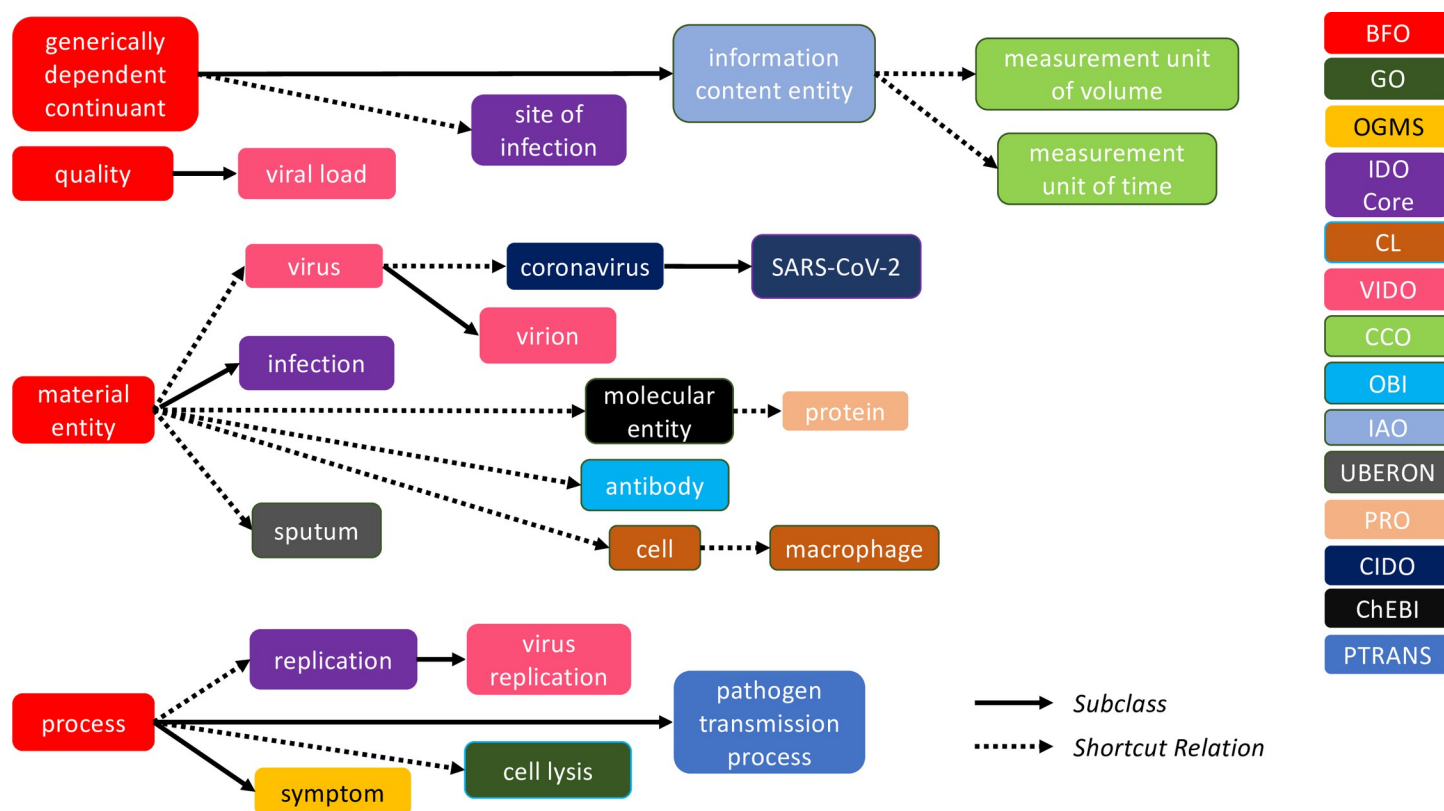 generically
dependent
continuant
information
content entity
measurement unit
of volume
site of
infection
measurement
unit of time
quality
viral load
virus
coronavirus
SARS-CoV-2
virion
infection
material
entity
molecular
entity
protein
antibody
sputum
cell
macrophage
replication
virus
replication
process
pathogen
transmission
process
cell lysis
symptom
Subclass
Shortcut Relation
BFO
GO
OGMS
IDO
Core
CL
VIDO
CCO
OBI
IAO
UBERON
PRO
CIDO
ChEBI
PTRANS